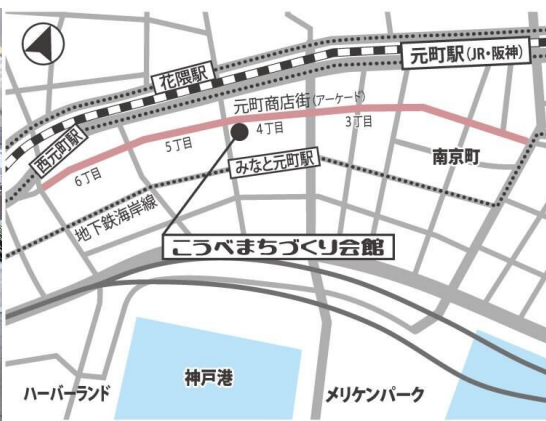 元町駅(JR・阪神)
花隈駅
元町商店街(アーケード)
西元町駅
3丁目
4丁目
5丁目
6丁目
みなと元町駅
南京町
地下鉄海岸線
こうべまちづくり会館
神戸港
ハーバーランド
メリケンパーク